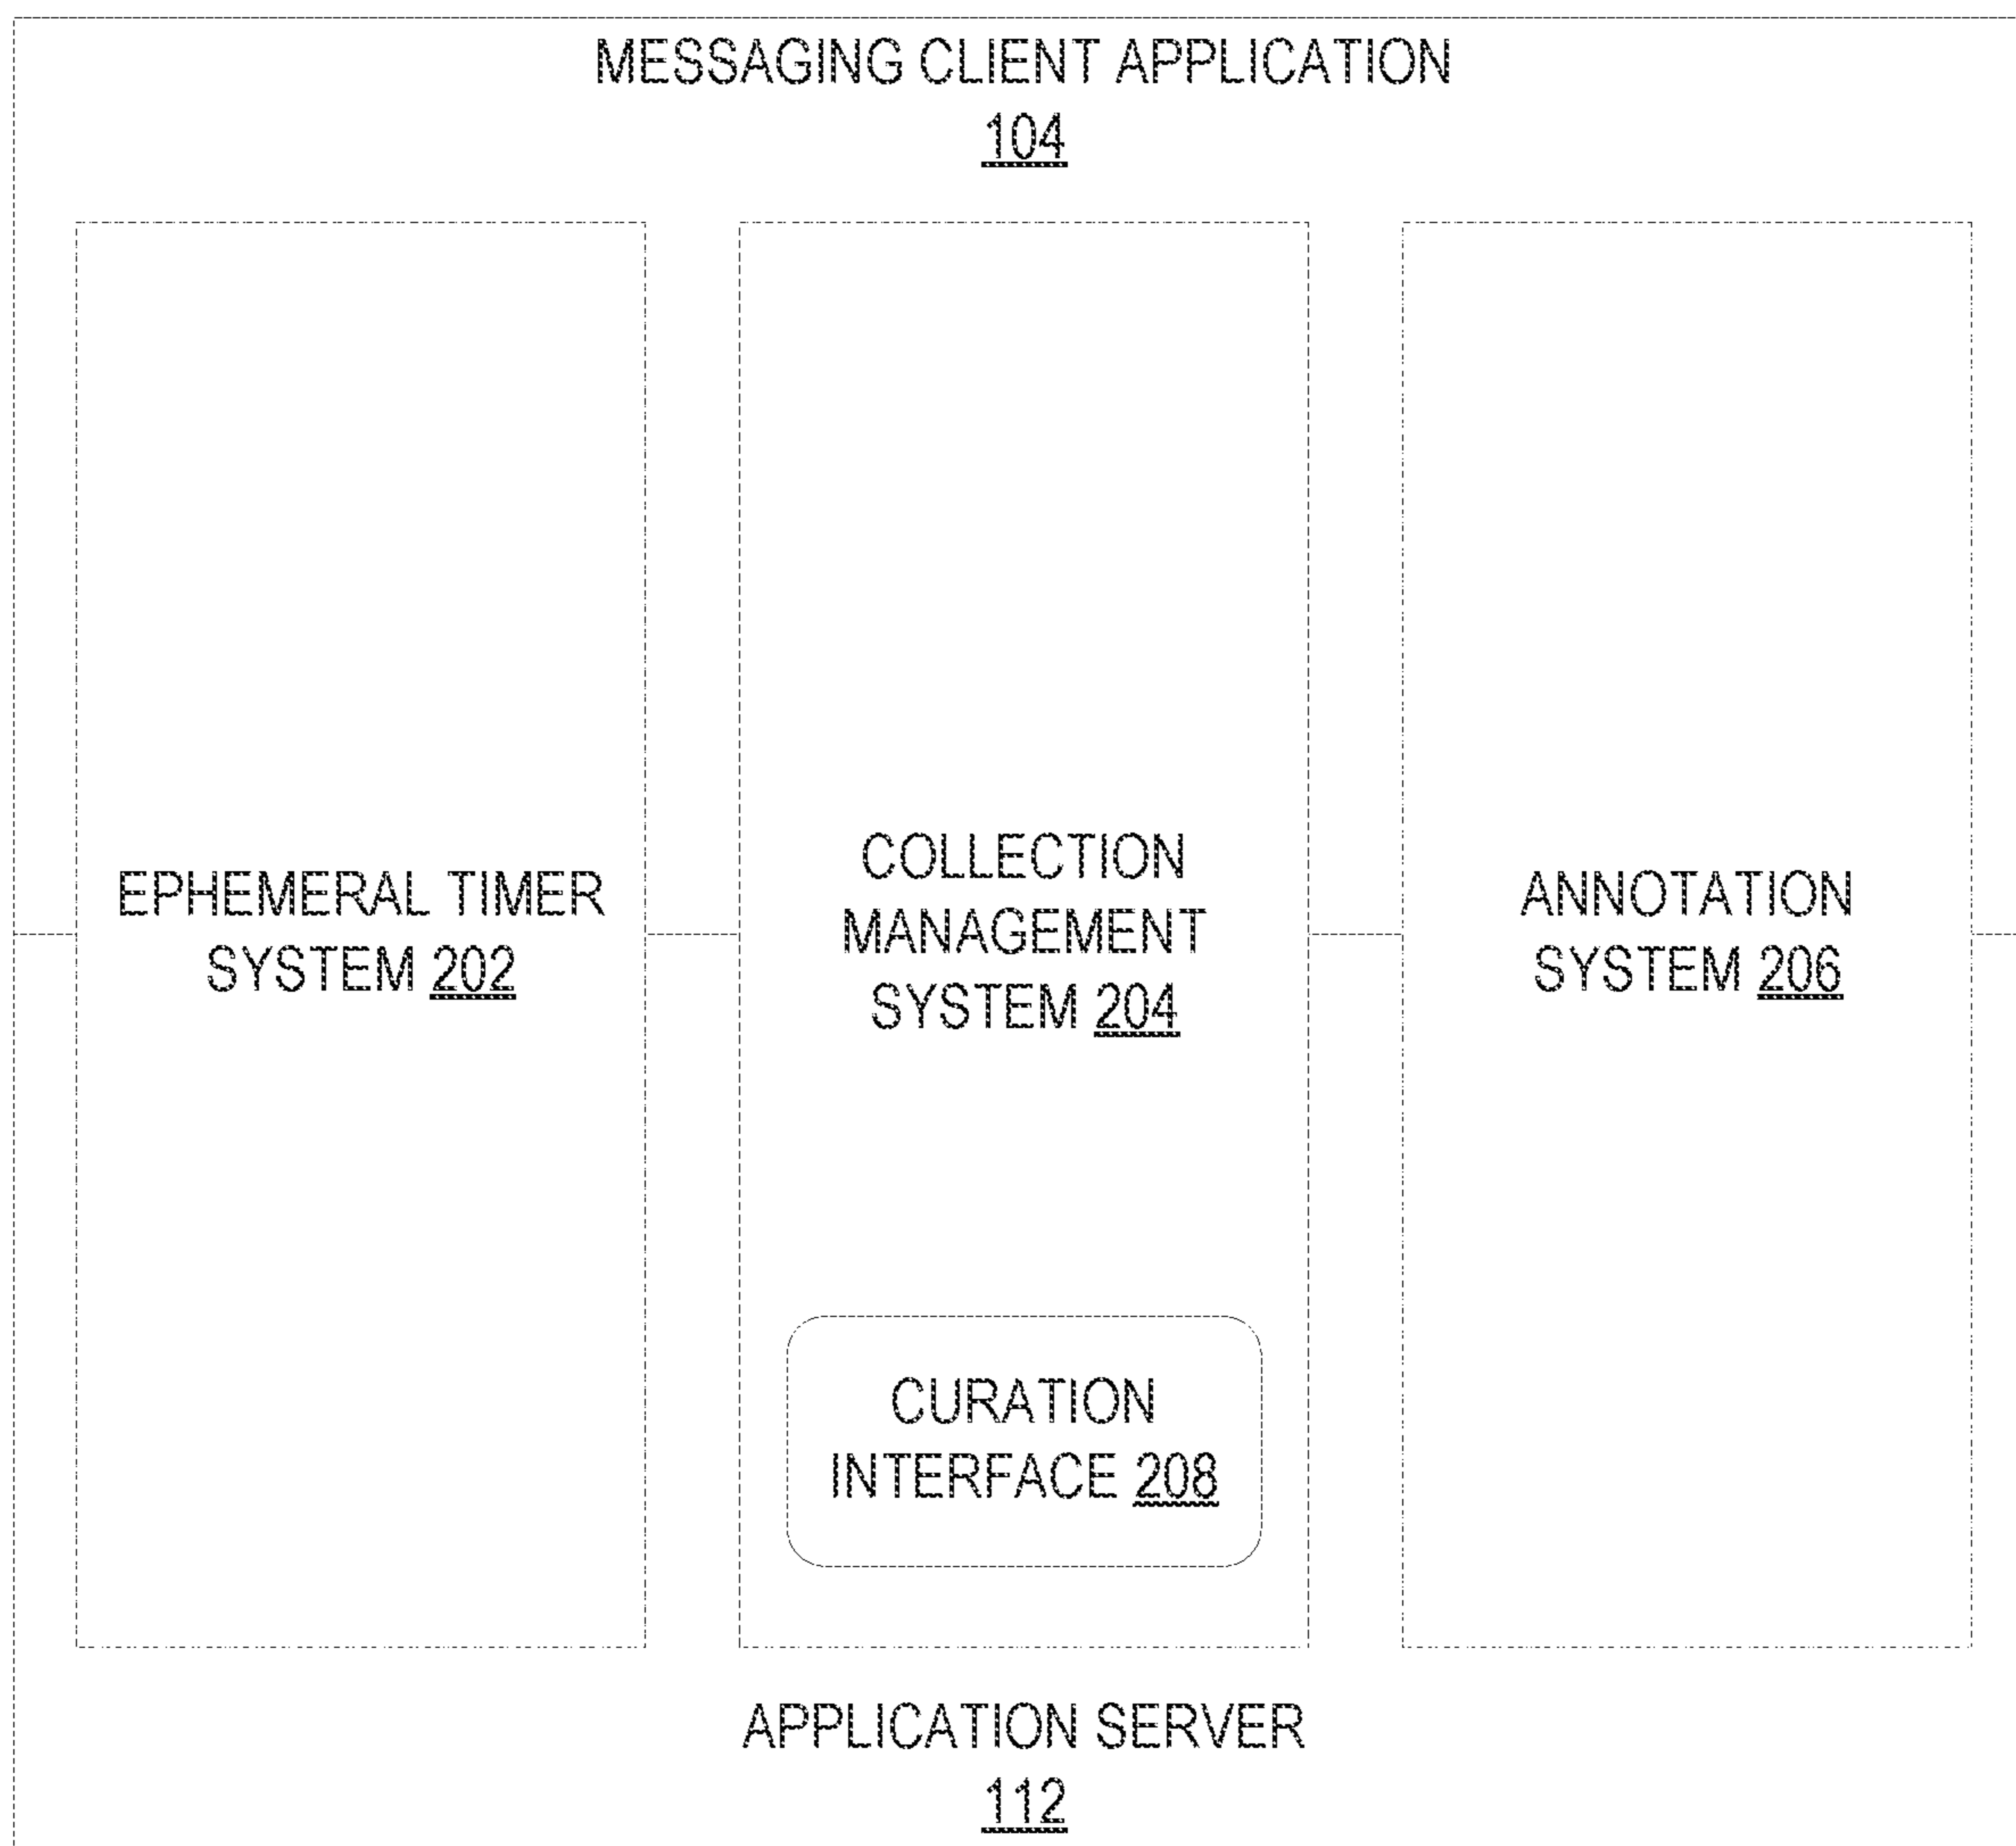 MESSAGING CLIENT APPLICATION
104
EPHEMERAL TIMER
SYSTEM 202
COLLECTION
MANAGEMENT
SYSTEM 204
ANNOTATION
SYSTEM 206
CURATION
INTERFACE 208
APPLICATION SERVER
112